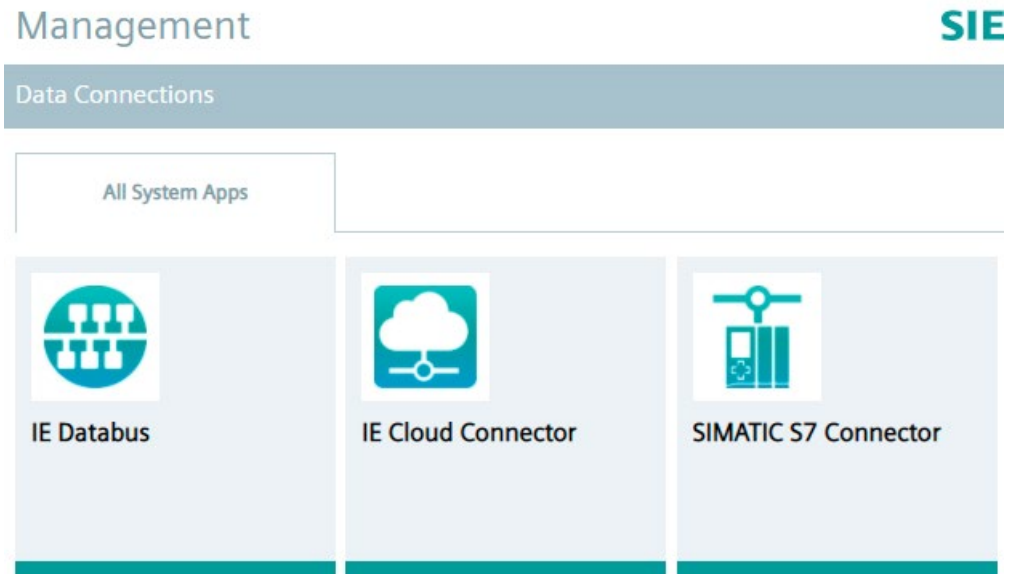 Management
SIE
Data Connections
All System Apps
IE Databus
IE Cloud Connector
SIMATIC S7 Connector